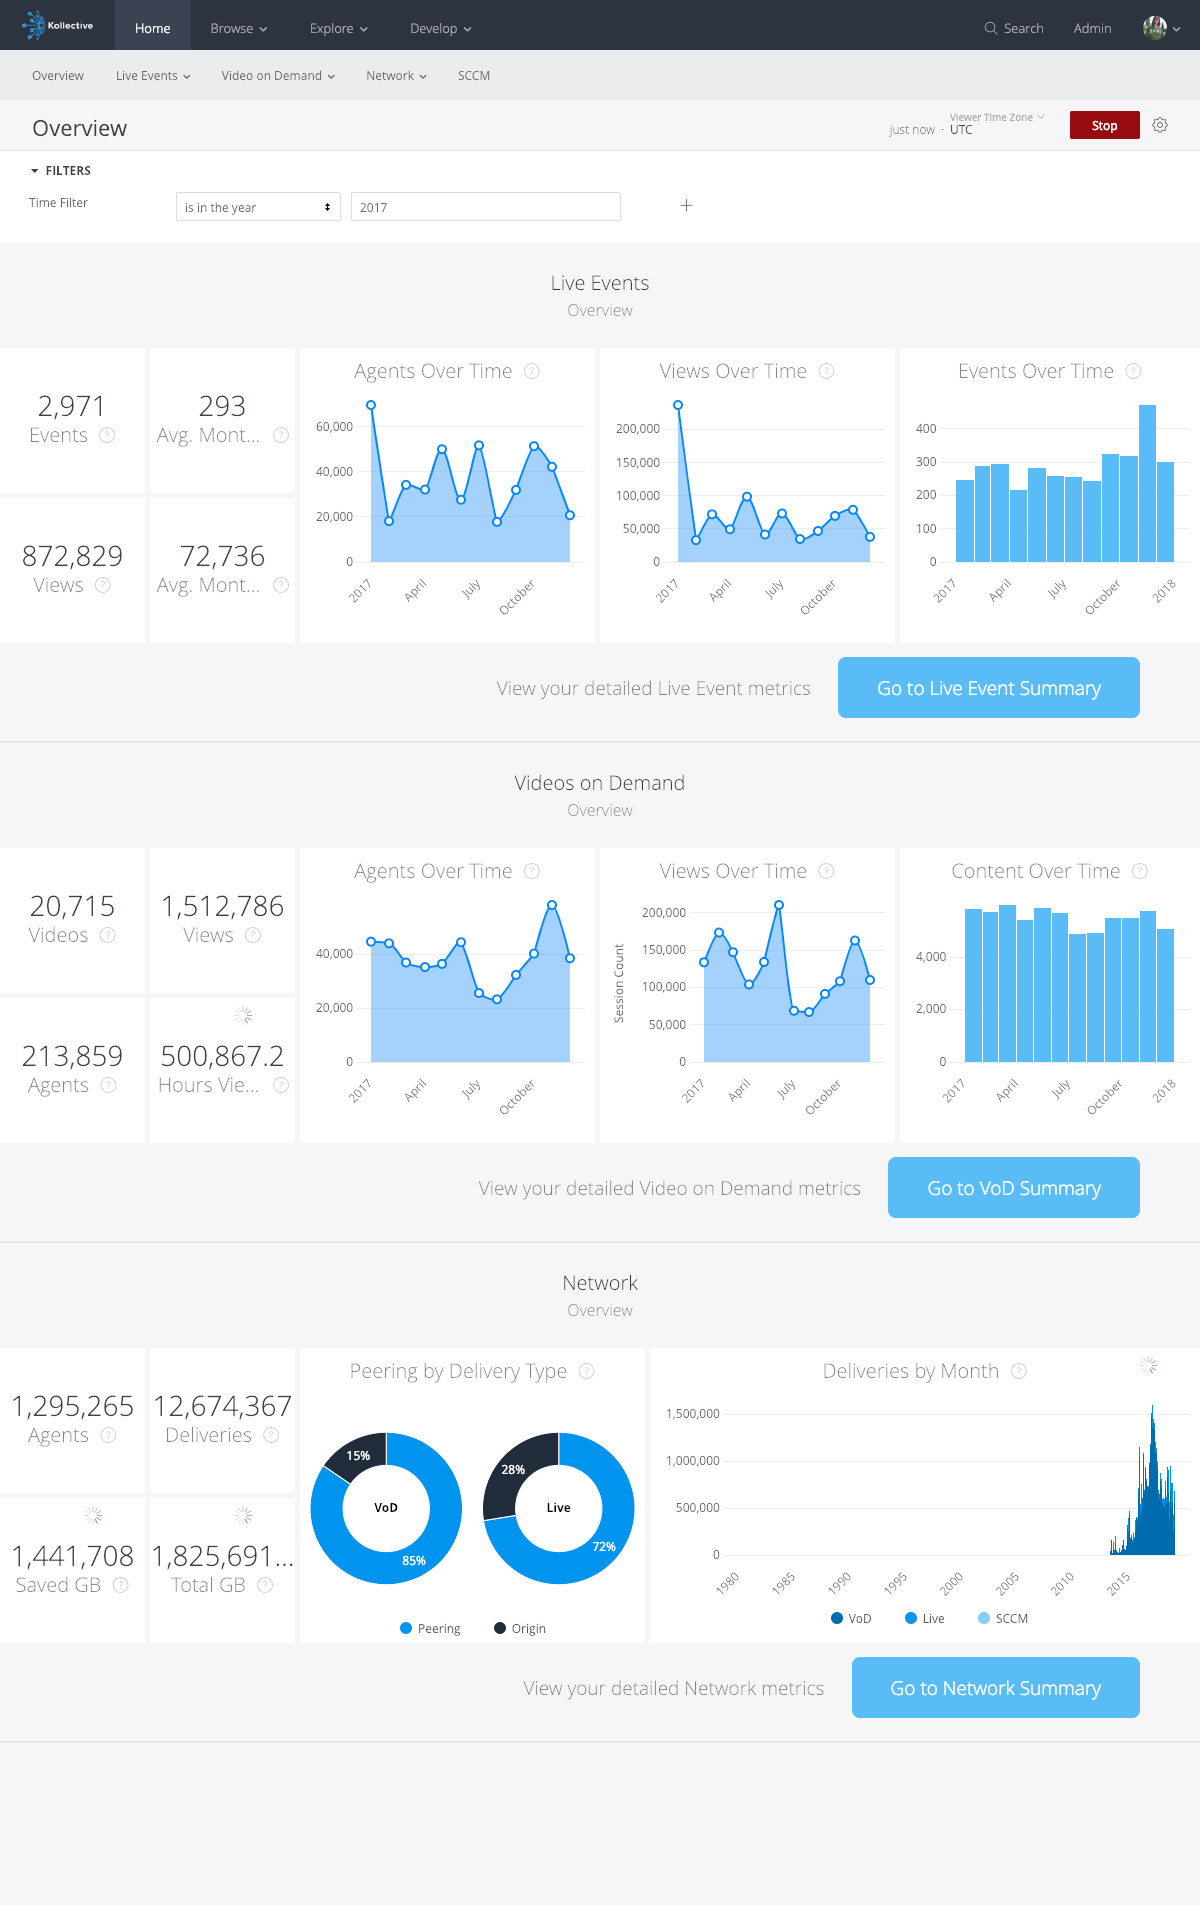 Kollective Home Browse Explore Develop Search Admin
Overview Live Events Video on Demand Network SCCM
Overview
just now · Viewer Time Zone UTC
Stop
FILTERS
Time Filter is in the year 2017
Live Events
Overview
2,971
Events ?
293
Avg. Mont... ?
872,829
Views ?
72,736
Avg. Mont... ?
Agents Over Time ?
60,000
40,000
20,000
0
2017 April July October
Views Over Time ?
200,000
150,000
100,000
50,000
0
2017 April July October
Events Over Time ?
400
300
200
100
0
2017 April July October 2018
View your detailed Live Event metrics
Go to Live Event Summary
Videos on Demand
Overview
20,715
Videos ?
1,512,786
Views ?
213,859
Agents ?
500,867.2
Hours Vie... ?
Agents Over Time ?
40,000
20,000
0
2017 April July October
Views Over Time ?
Session Count
200,000
150,000
100,000
50,000
0
2017 April July October
Content Over Time ?
4,000
2,000
0
2017 April July October 2018
View your detailed Video on Demand metrics
Go to VoD Summary
Network
Overview
1,295,265
Agents ?
12,674,367
Deliveries ?
1,441,708
Saved GB ?
1,825,691...
Total GB ?
Peering by Delivery Type ?
15%
VoD
85%
28%
Live
72%
Peering Origin
Deliveries by Month ?
1,500,000
1,000,000
500,000
0
1980 1985 1990 1995 2000 2005 2010 2015
VoD Live SCCM
View your detailed Network metrics
Go to Network Summary